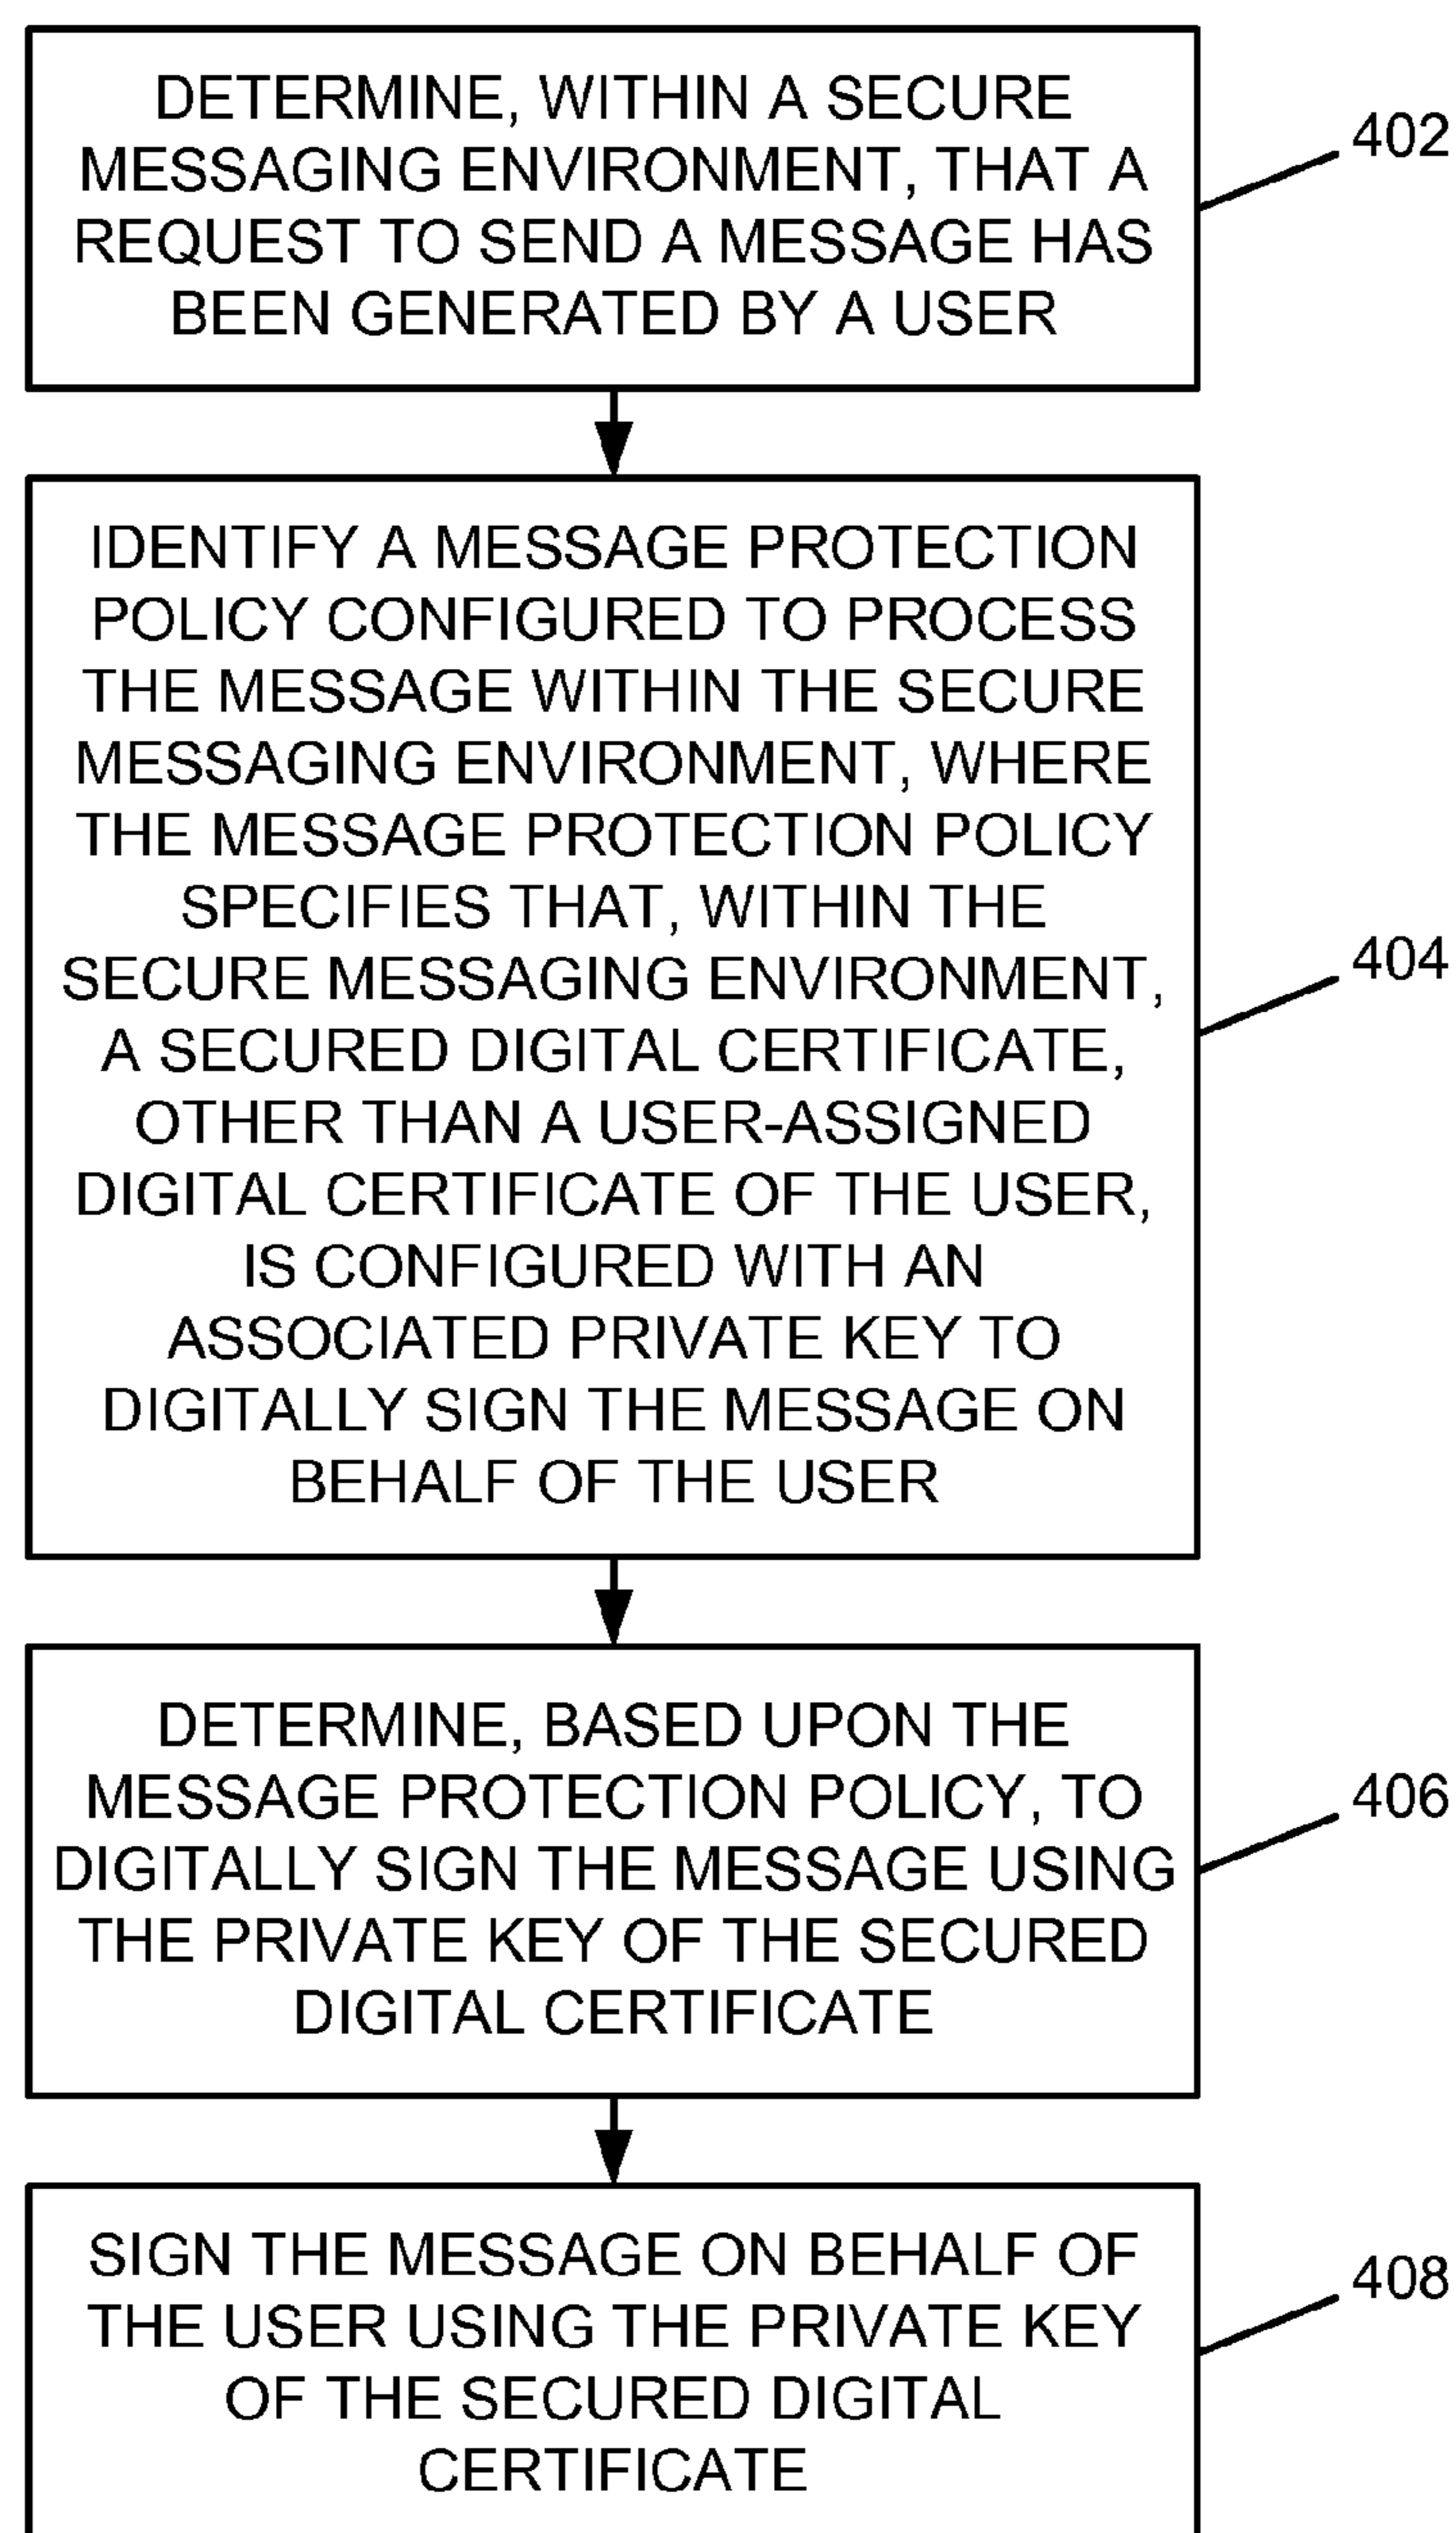 DETERMINE, WITHIN A SECURE
MESSAGING ENVIRONMENT, THAT A
REQUEST TO SEND A MESSAGE HAS
BEEN GENERATED BY A USER
402
IDENTIFY A MESSAGE PROTECTION
POLICY CONFIGURED TO PROCESS
THE MESSAGE WITHIN THE SECURE
MESSAGING ENVIRONMENT, WHERE
THE MESSAGE PROTECTION POLICY
SPECIFIES THAT, WITHIN THE
SECURE MESSAGING ENVIRONMENT,
A SECURED DIGITAL CERTIFICATE,
OTHER THAN A USER-ASSIGNED
DIGITAL CERTIFICATE OF THE USER,
IS CONFIGURED WITH AN
ASSOCIATED PRIVATE KEY TO
DIGITALLY SIGN THE MESSAGE ON
BEHALF OF THE USER
404
DETERMINE, BASED UPON THE
MESSAGE PROTECTION POLICY, TO
DIGITALLY SIGN THE MESSAGE USING
THE PRIVATE KEY OF THE SECURED
DIGITAL CERTIFICATE
406
SIGN THE MESSAGE ON BEHALF OF
THE USER USING THE PRIVATE KEY
OF THE SECURED DIGITAL
CERTIFICATE
408